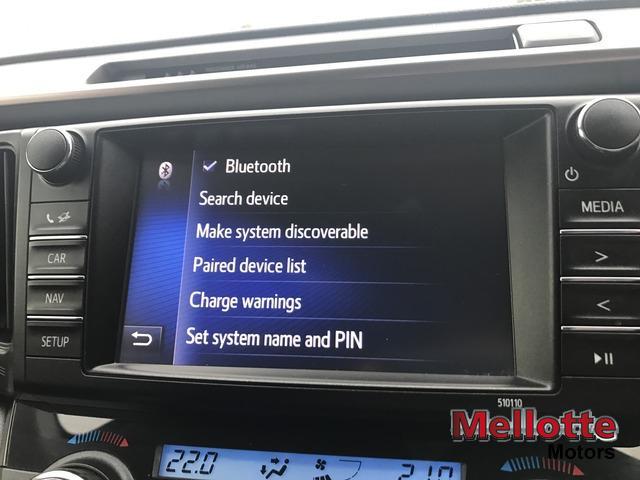 Bluetooth
Search device
Make system discoverable
Paired device list
Charge warnings
Set system name and PIN
CAR
NAV
SETUP
MEDIA
>
<
510110
22.0
21.0
Mellotte
Motors